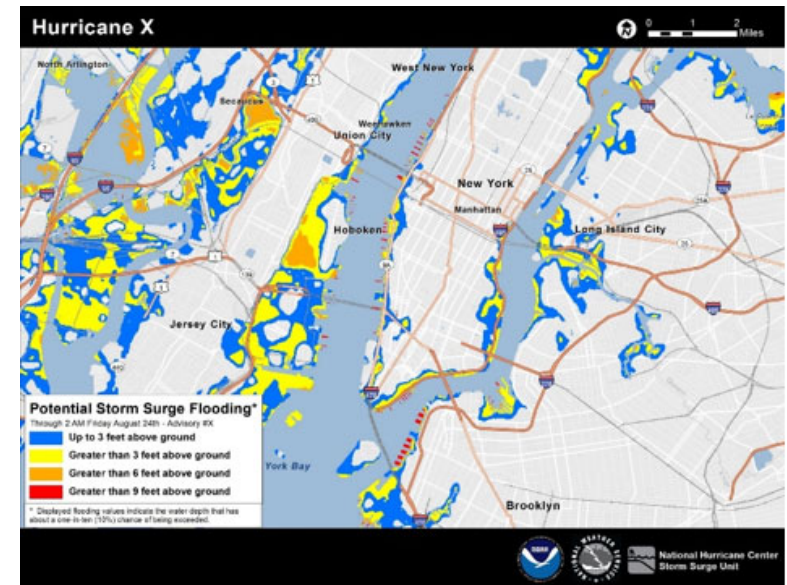 Hurricane X
0 1 2
Miles
North Arlington
West New York
Secaucus
Weehawken
Union City
New York
Manhattan
Hoboken
Long Island City
Jersey City
York Bay
Brooklyn
Potential Storm Surge Flooding*
Through 2 AM Friday August 24th - Advisory #X
Up to 3 feet above ground
Greater than 3 feet above ground
Greater than 6 feet above ground
Greater than 9 feet above ground
* Displayed flooding values indicate the water depth that has
about a one-in-ten (10%) chance of being exceeded.
National Hurricane Center
Storm Surge Unit